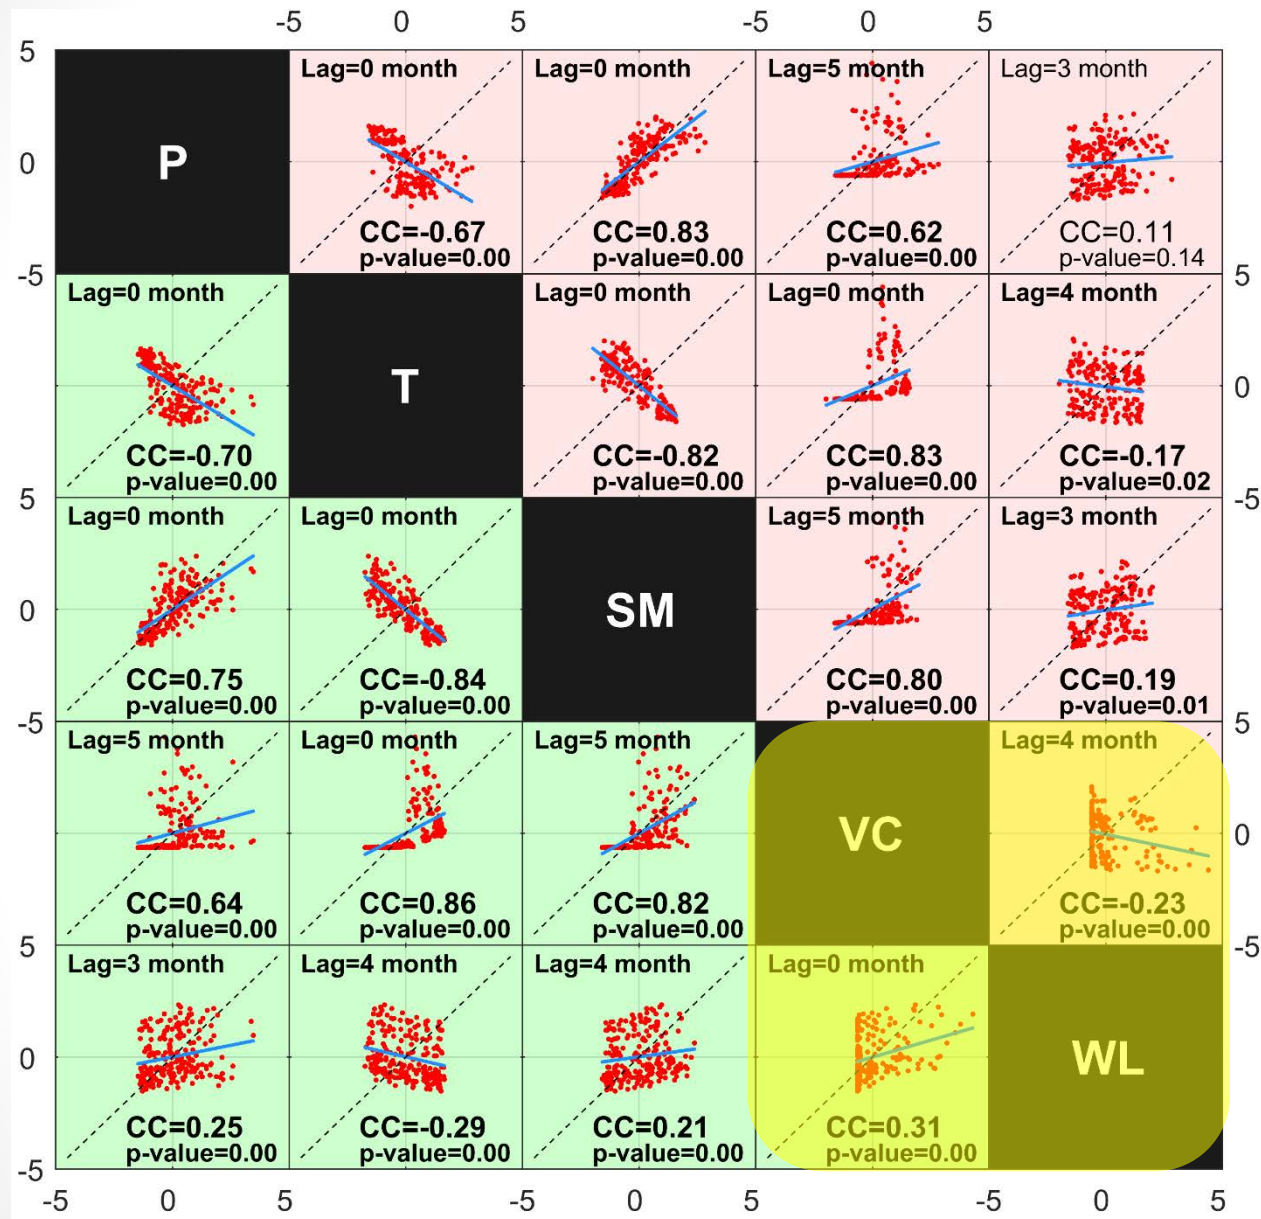 -5 0 5 -5 0 5
5
0
-5
P
Lag=0 month
CC=-0.67
p-value=0.00
Lag=0 month
CC=0.83
p-value=0.00
Lag=5 month
CC=0.62
p-value=0.00
Lag=3 month
CC=0.11
p-value=0.14
Lag=0 month
CC=-0.70
p-value=0.00
T
Lag=0 month
CC=-0.82
p-value=0.00
Lag=0 month
CC=0.83
p-value=0.00
Lag=4 month
CC=-0.17
p-value=0.02
5
0
-5
5
0
-5
Lag=0 month
CC=0.75
p-value=0.00
Lag=0 month
CC=-0.84
p-value=0.00
SM
Lag=5 month
CC=0.80
p-value=0.00
Lag=3 month
CC=0.19
p-value=0.01
Lag=5 month
CC=0.64
p-value=0.00
Lag=0 month
CC=0.86
p-value=0.00
Lag=5 month
CC=0.82
p-value=0.00
VC
Lag=4 month
CC=-0.23
p-value=0.00
5
0
-5
5
0
-5
Lag=3 month
CC=0.25
p-value=0.00
Lag=4 month
CC=-0.29
p-value=0.00
Lag=4 month
CC=0.21
p-value=0.00
Lag=0 month
CC=0.31
p-value=0.00
WL
-5 0 5 -5 0 -5 0 5